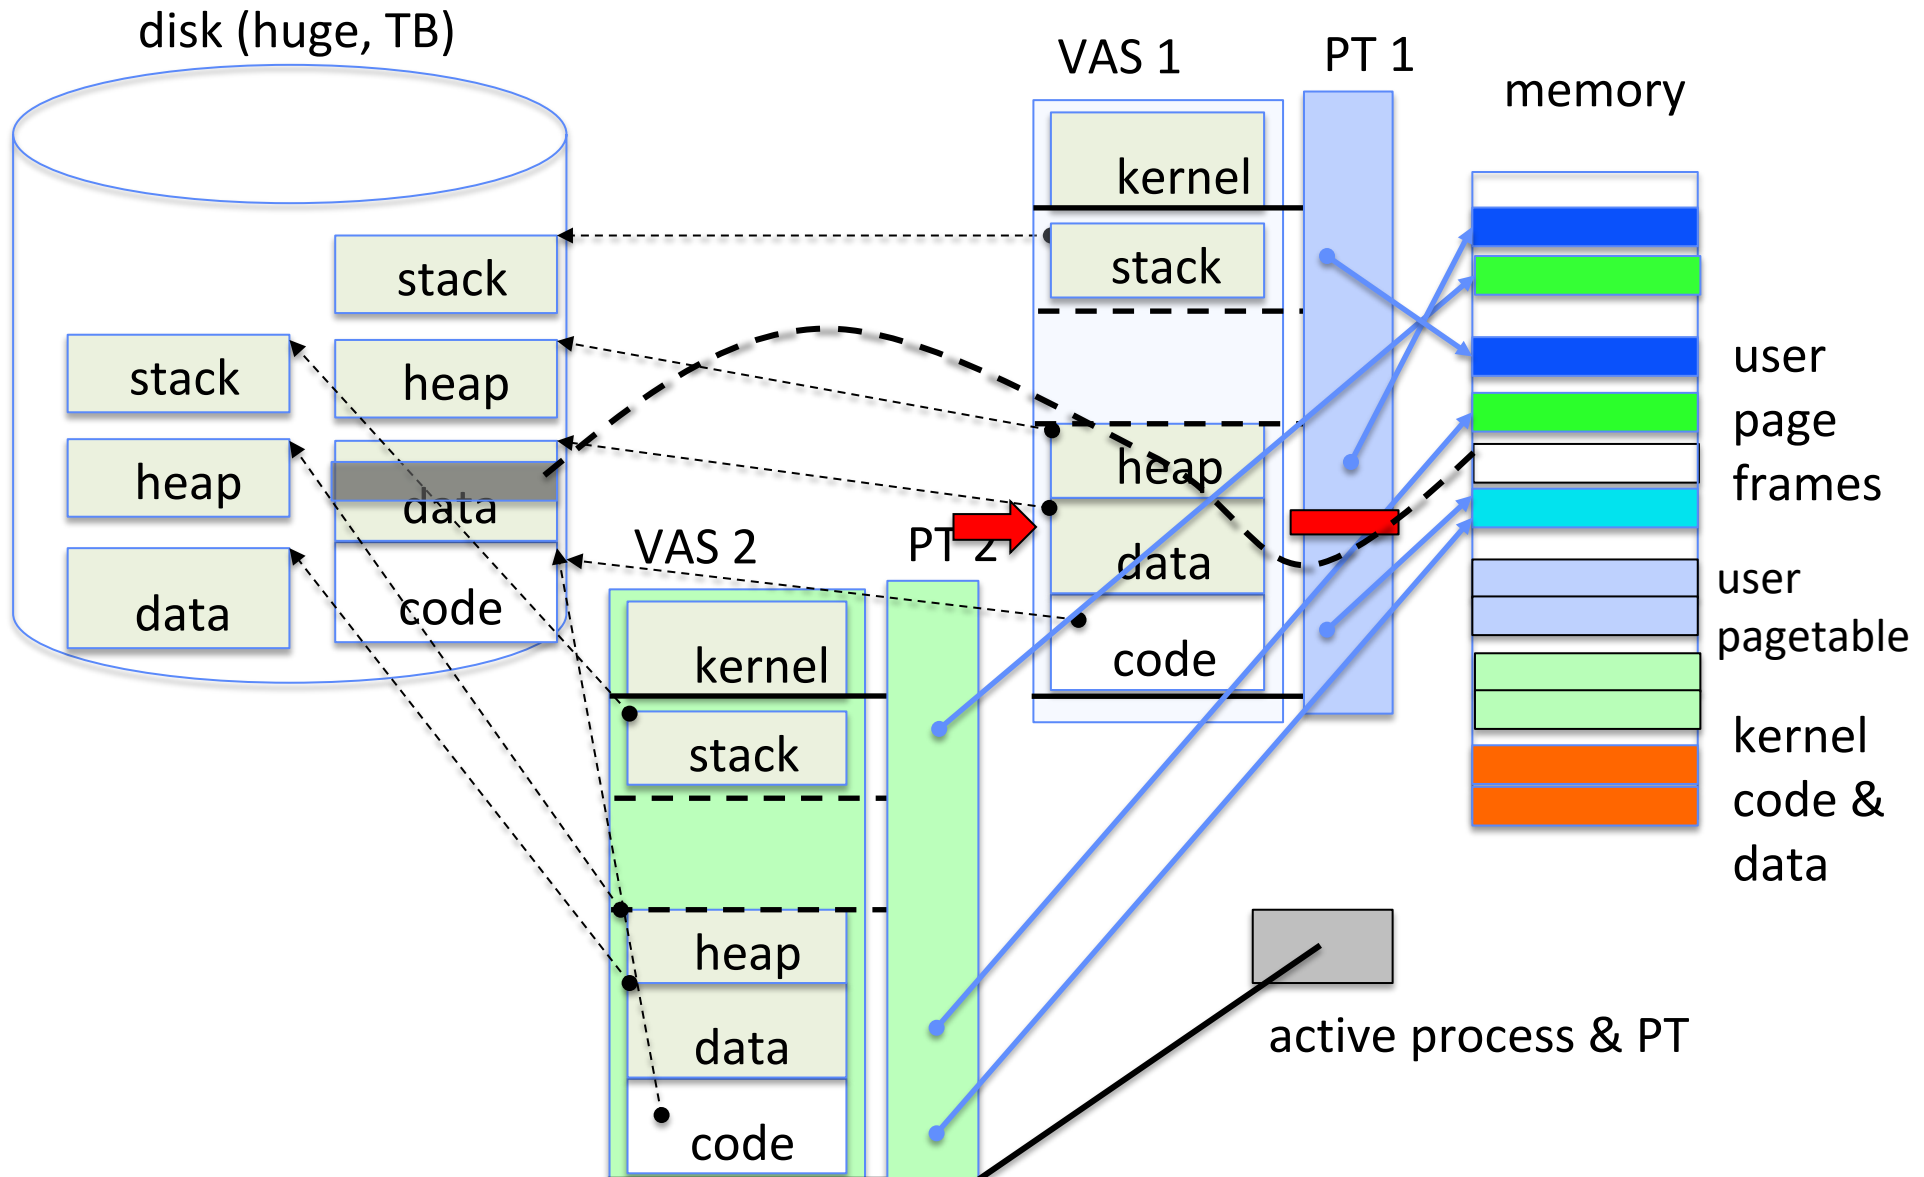 disk (huge, TB)
VAS 1
PT 1
memory
kernel
stack
stack
heap
stack
heap
data
code
heap
data
heap
data
code
user
page
frames
user
pagetable
kernel
code &
data
VAS 2
PT 2
kernel
stack
heap
data
code
active process & PT